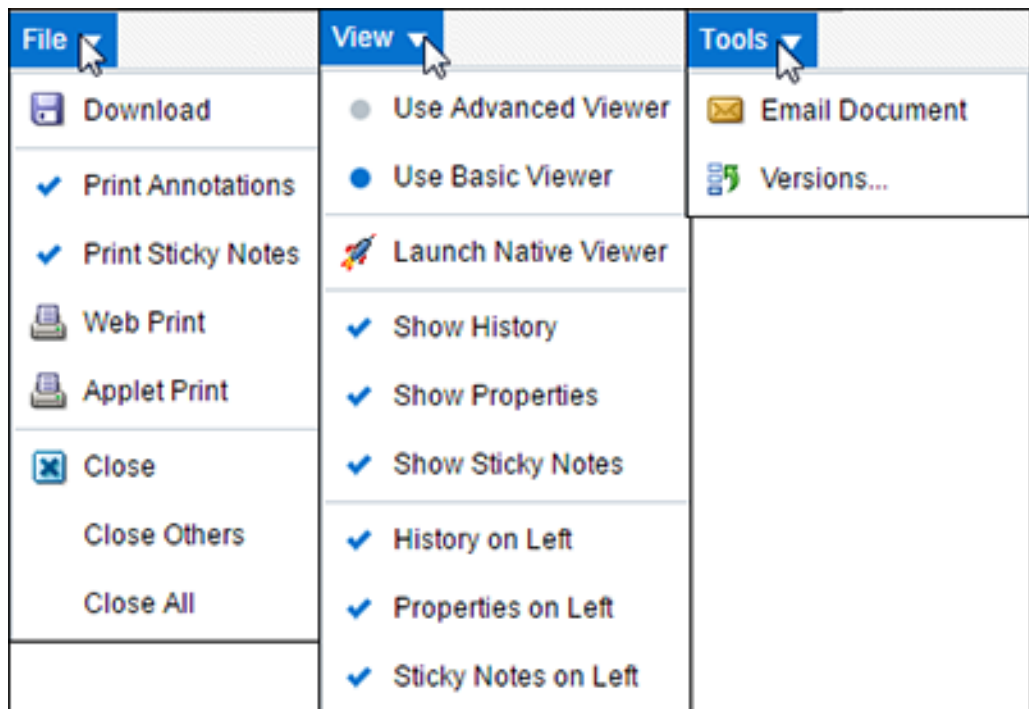 File
Download
Print Annotations
Print Sticky Notes
Web Print
Applet Print
Close
Close Others
Close All
View
Use Advanced Viewer
Use Basic Viewer
Launch Native Viewer
Show History
Show Properties
Show Sticky Notes
History on Left
Properties on Left
Sticky Notes on Left
Tools
Email Document
Versions...